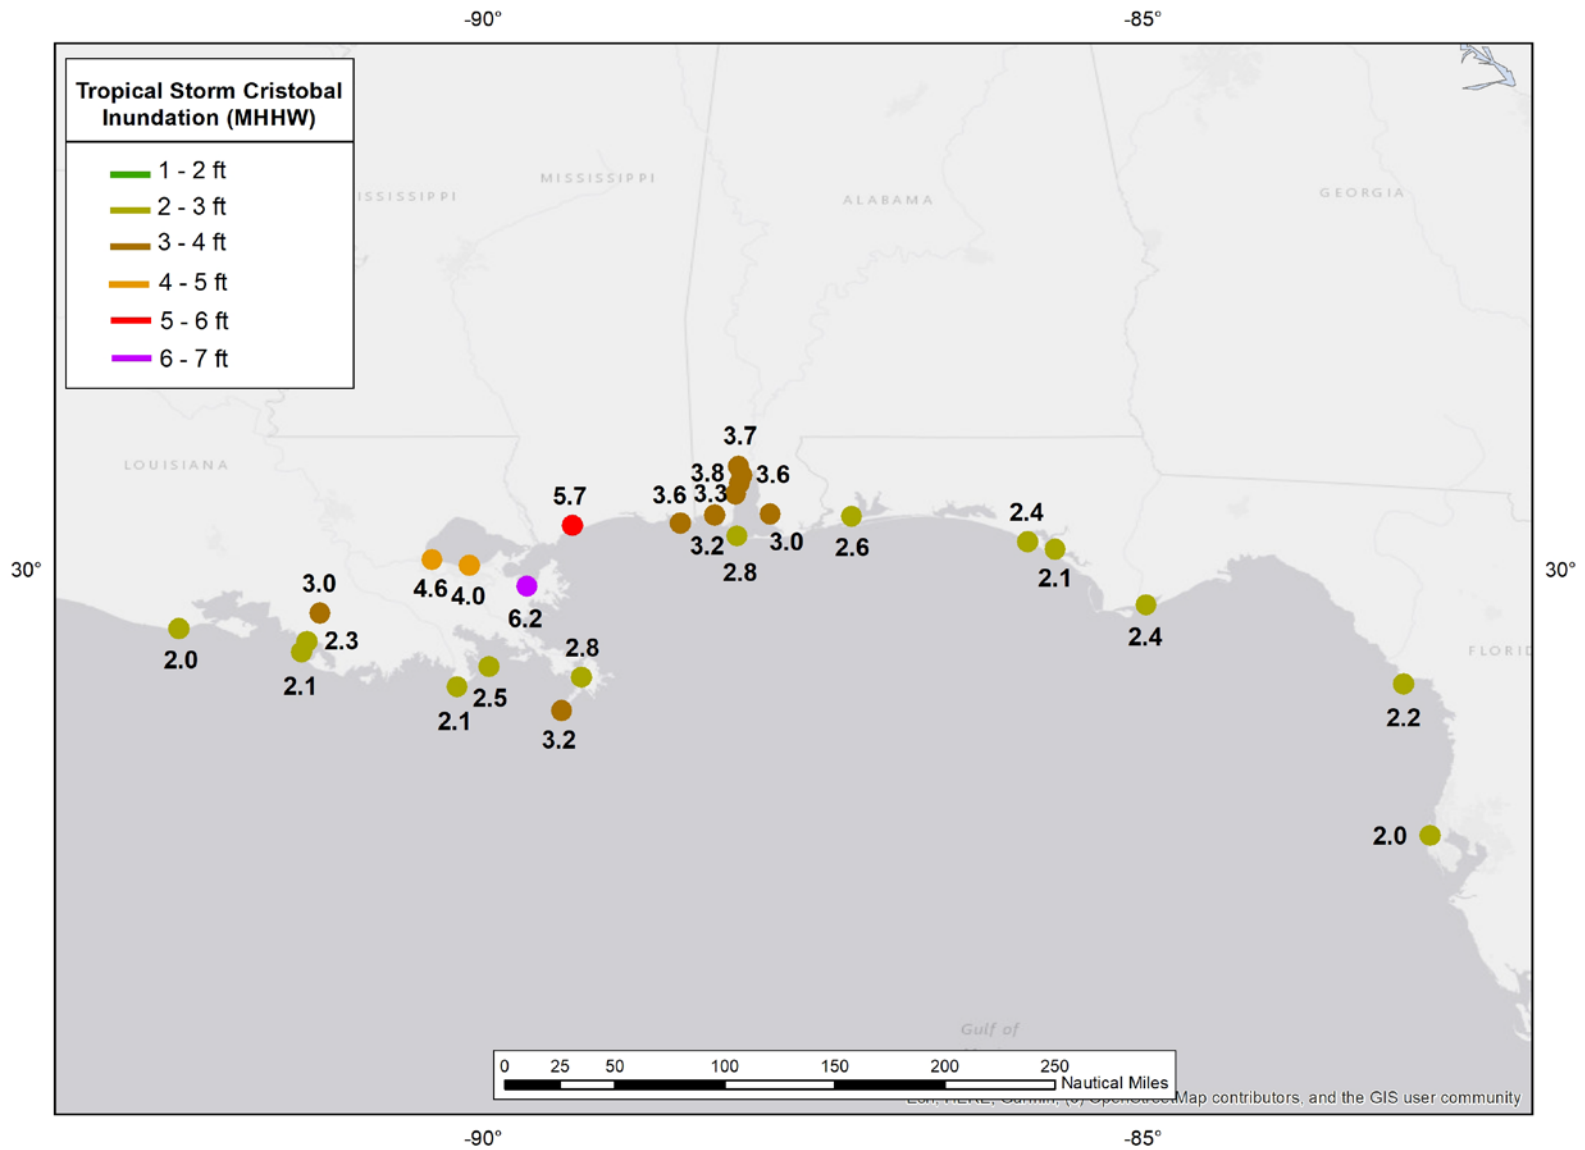 -90°
-85°
Tropical Storm Cristobal
Inundation (MHHW)
1 - 2 ft
2 - 3 ft
3 - 4 ft
4 - 5 ft
5 - 6 ft
6 - 7 ft
ISSISSIPPI
MISSISSIPPI
ALABAMA
GEORGIA
LOUISIANA
3.7
3.8
3.6
5.7
3.6
3.3
2.4
3.2
3.0
2.6
2.8
2.1
30°
30°
4.6
4.0
3.0
6.2
2.3
2.8
2.4
2.0
2.1
2.5
2.1
3.2
FLORID
2.2
2.0
Gulf of
0 25 50 100 150 200 250
Nautical Miles
Map contributors, and the GIS user community
-90°
-85°